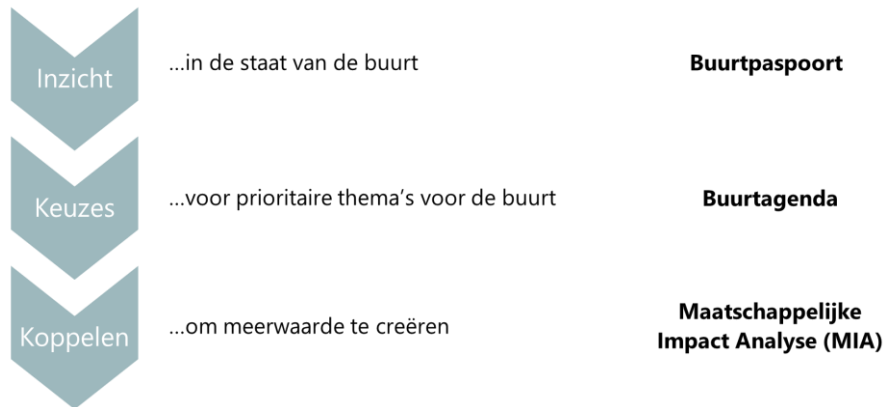 Inzicht
...in de staat van de buurt
Buurtpaspoort
Keuzes
...voor prioritaire thema's voor de buurt
Buurtagenda
Koppelen
...om meerwaarde te creëren
Maatschappelijke
Impact Analyse (MIA)